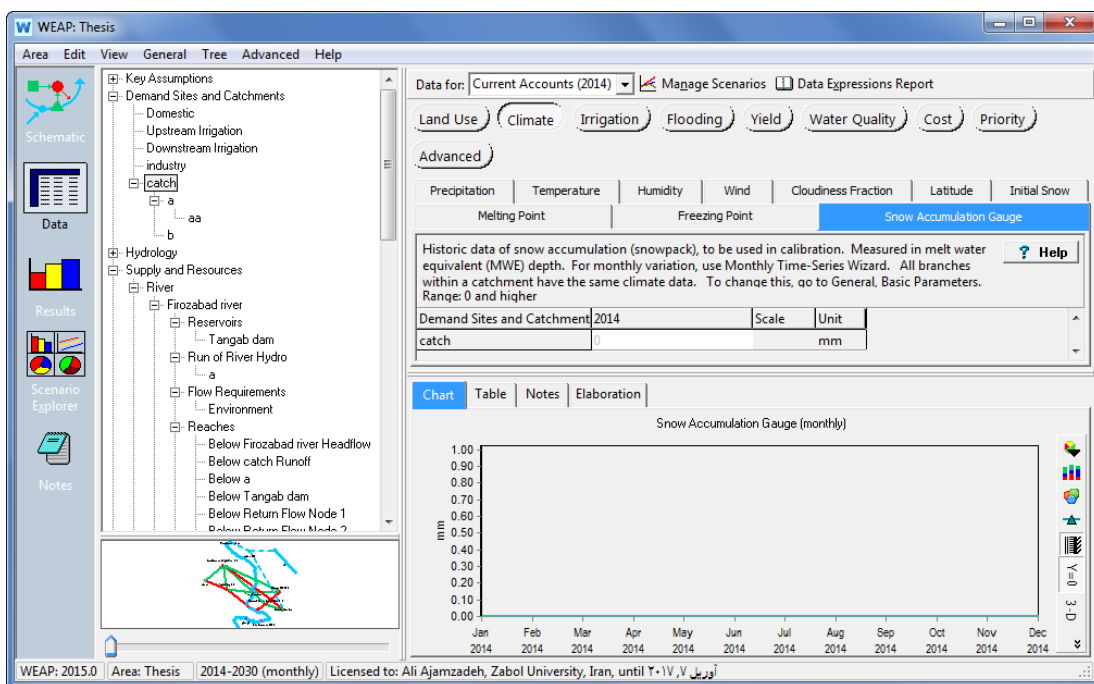 WEAP: Thesis
Area Edit View General Tree Advanced Help
Schematic
Data
Results
Scenario
Explorer
Notes
Key Assumptions
Demand Sites and Catchments
Domestic
Upstream Irrigation
Downstream Irrigation
industry
catch
a
aa
b
Hydrology
Supply and Resources
River
Firozabad river
Reservoirs
Tangab dam
Run of River Hydro
a
Flow Requirements
Environment
Reaches
Below Firozabad river Headflow
Below catch Runoff
Below a
Below Tangab dam
Below Return Flow Node 1
Below Return Flow Node 2
Data for: Current Accounts (2014) Manage Scenarios Data Expressions Report
Land Use Climate Irrigation Flooding Yield Water Quality Cost Priority
Advanced
Precipitation Temperature Humidity Wind Cloudiness Fraction Latitude Initial Snow
Melting Point Freezing Point Snow Accumulation Gauge
Historic data of snow accumulation (snowpack), to be used in calibration. Measured in melt water
equivalent (MWE) depth. For monthly variation, use Monthly Time-Series Wizard. All branches
within a catchment have the same climate data. To change this, go to General, Basic Parameters.
Range: 0 and higher
? Help
Demand Sites and Catchment 2014 Scale Unit
catch 0 mm
Chart Table Notes Elaboration
Snow Accumulation Gauge (monthly)
1.00
0.90
0.80
0.70
0.60
0.50
0.40
0.30
0.20
0.10
0.00
mm
Jan Feb Mar Apr May Jun Jul Aug Sep Oct Nov Dec
2014 2014 2014 2014 2014 2014 2014 2014 2014 2014 2014 2014
Y=0
3-D
WEAP: 2015.0 Area: Thesis 2014-2030 (monthly) Licensed to: Ali Ajamzadeh, Zabol University, Iran, until آوریل ۷, ۲۰۱۷